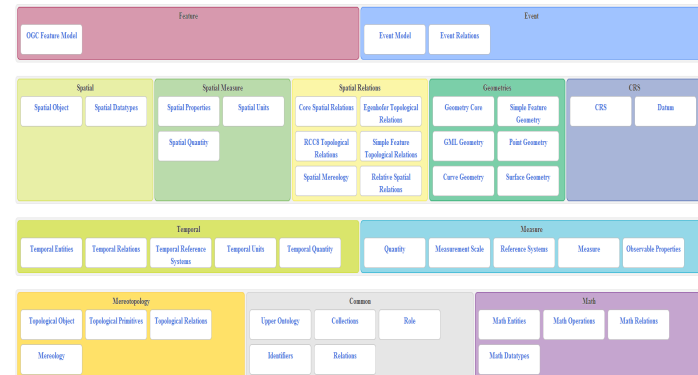 Feature
OGC Feature Model
Event
Event Model
Event Relations
Spatial
Spatial Object
Spatial Datatypes
Spatial Measure
Spatial Properties
Spatial Units
Spatial Quantity
Spatial Relations
Core Spatial Relations
Egenhofer Topological
Relations
RCC8 Topological
Relations
Simple Feature
Topological Relations
Spatial Mereology
Relative Spatial
Relations
Geometries
Geometry Core
Simple Feature
Geometry
GML Geometry
Point Geometry
Curve Geometry
Surface Geometry
CRS
CRS
Datum
Temporal
Temporal Entities
Temporal Relations
Temporal Reference
Systems
Temporal Units
Temporal Quantity
Measure
Quantity
Measurement Scale
Reference Systems
Measure
Observable Properties
Mereotopology
Topological Object
Topological Primitives
Topological Relations
Mereology
Common
Upper Ontology
Collections
Role
Identifiers
Relations
Math
Math Entities
Math Operations
Math Relations
Math Datatypes